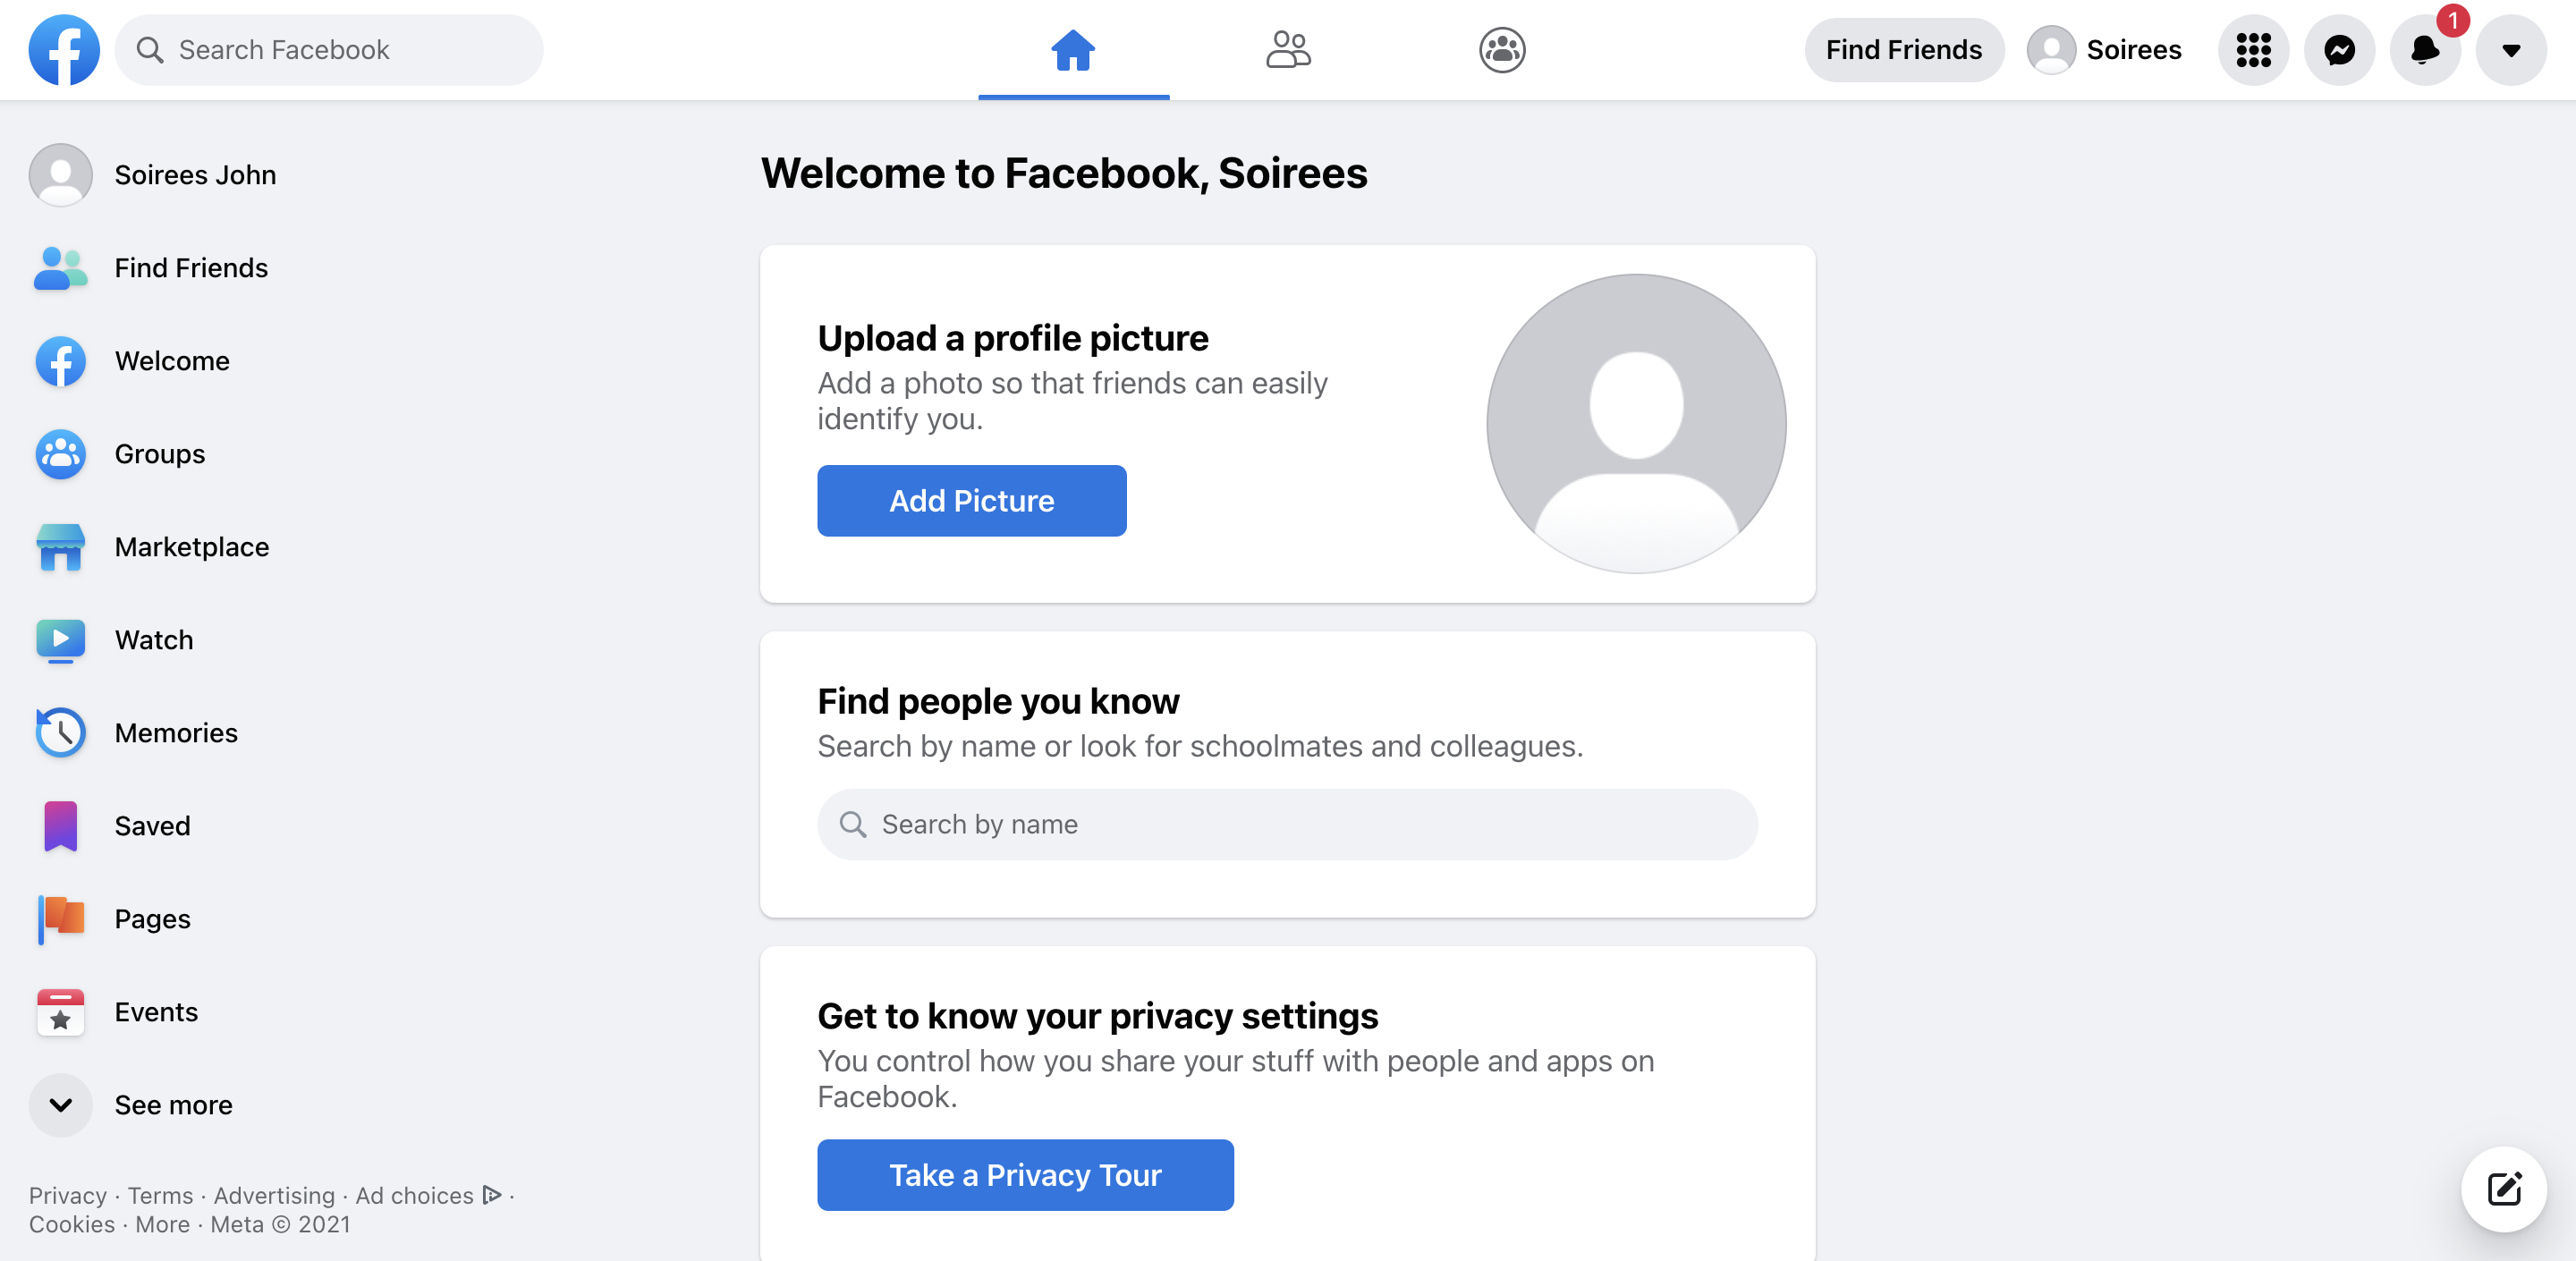 Search Facebook
Find Friends
Soirees
1
Soirees John
Find Friends
Welcome
Groups
Marketplace
Watch
Memories
Saved
Pages
Events
See more
Privacy · Terms · Advertising · Ad choices ·
Cookies · More · Meta © 2021
Welcome to Facebook, Soirees
Upload a profile picture
Add a photo so that friends can easily
identify you.
Add Picture
Find people you know
Search by name or look for schoolmates and colleagues.
Search by name
Get to know your privacy settings
You control how you share your stuff with people and apps on
Facebook.
Take a Privacy Tour